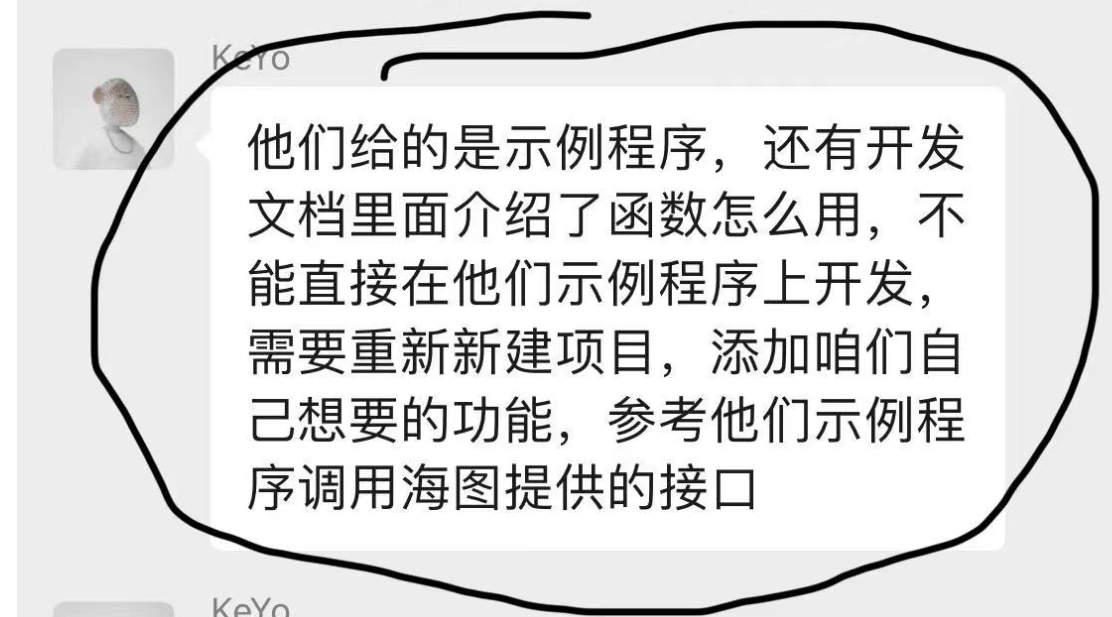 KeYo
他们给的是示例程序，还有开发
文档里面介绍了函数怎么用，不
能直接在他们示例程序上开发，
需要重新新建项目，添加咱们自
己想要的功能，参考他们示例程
序调用海图提供的接口
KeYo